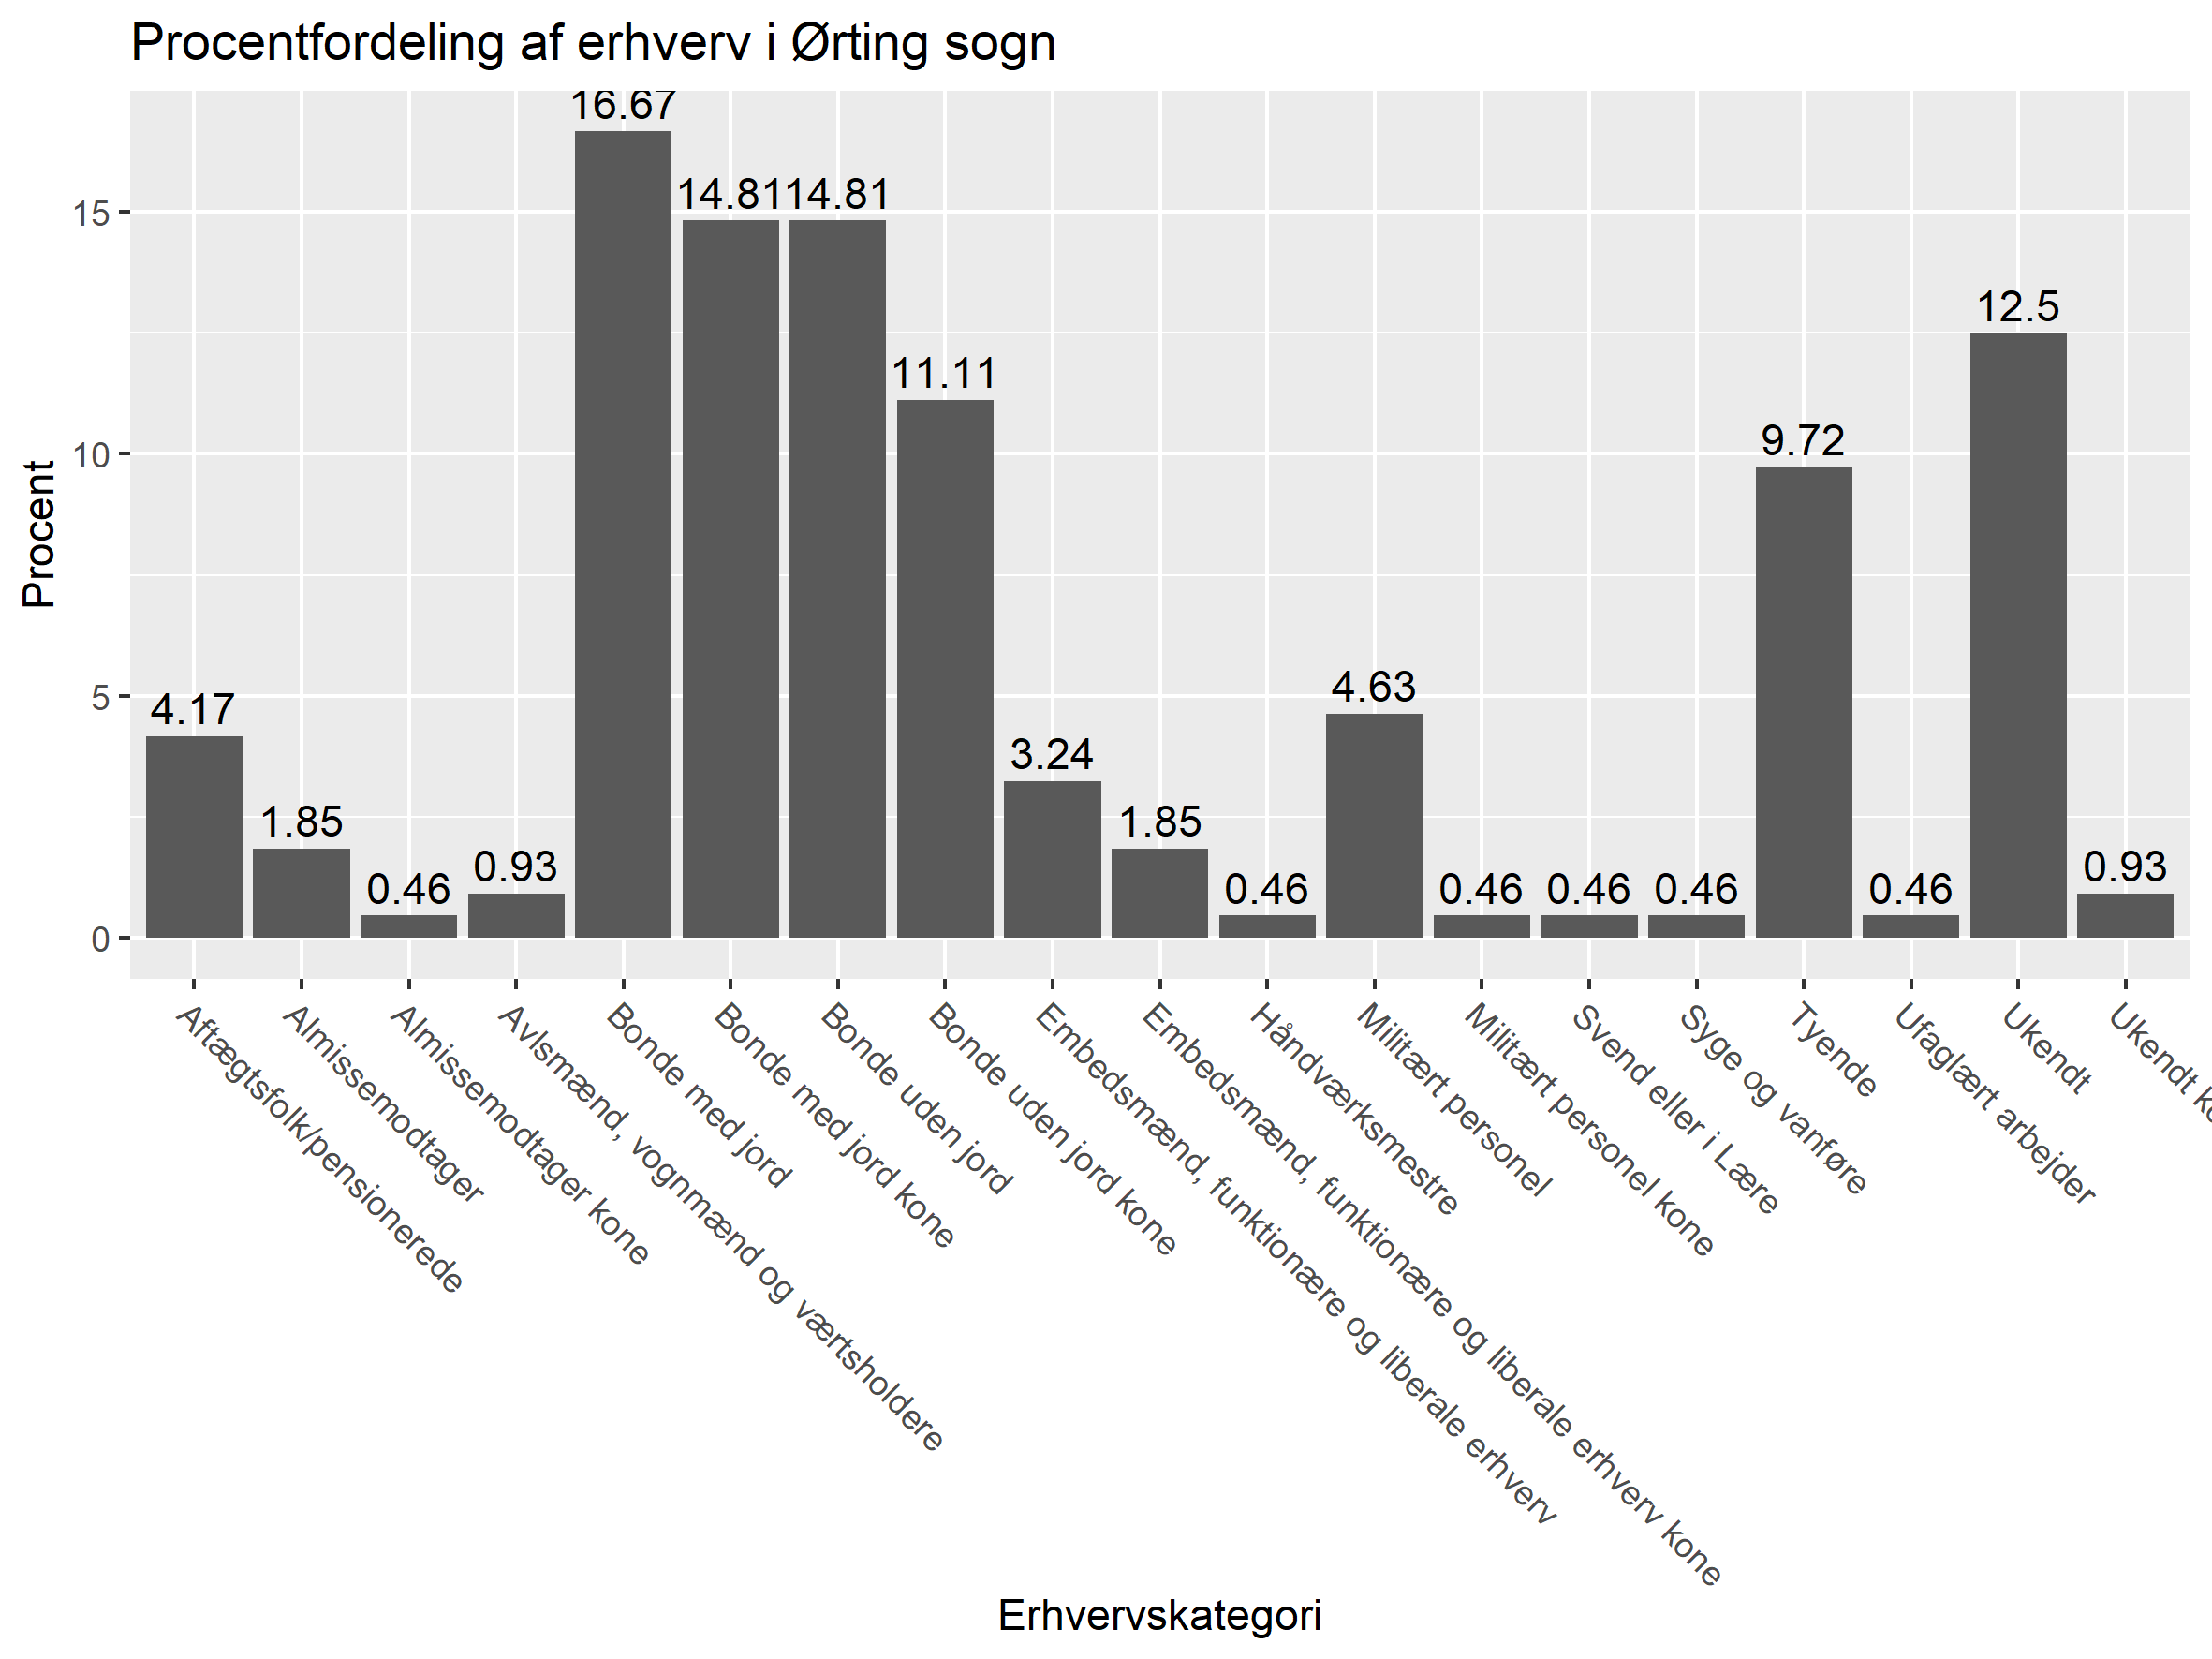 Procentfordeling af erhverv i Ørting sogn
Procent
15
10
5
0
4.17
1.85
0.46
0.93
16.67
14.81
14.81
11.11
3.24
1.85
0.46
4.63
0.46
0.46
0.46
9.72
0.46
12.5
0.93
Aftægtsfolk/pensionerede
Almissemodtager
Almissemodtager kone
Avlsmænd, vognmænd og værtsholdere
Bonde med jord
Bonde med jord kone
Bonde uden jord
Bonde uden jord kone
Embedsmænd, funktionære og liberale erhverv
Embedsmænd, funktionære og liberale erhverv kone
Håndværksmestre
Militært personel
Militært personel kone
Svend eller i Lære
Syge og vanføre
Tyende
Ufaglært arbejder
Ukendt
Ukendt
Erhvervskategori